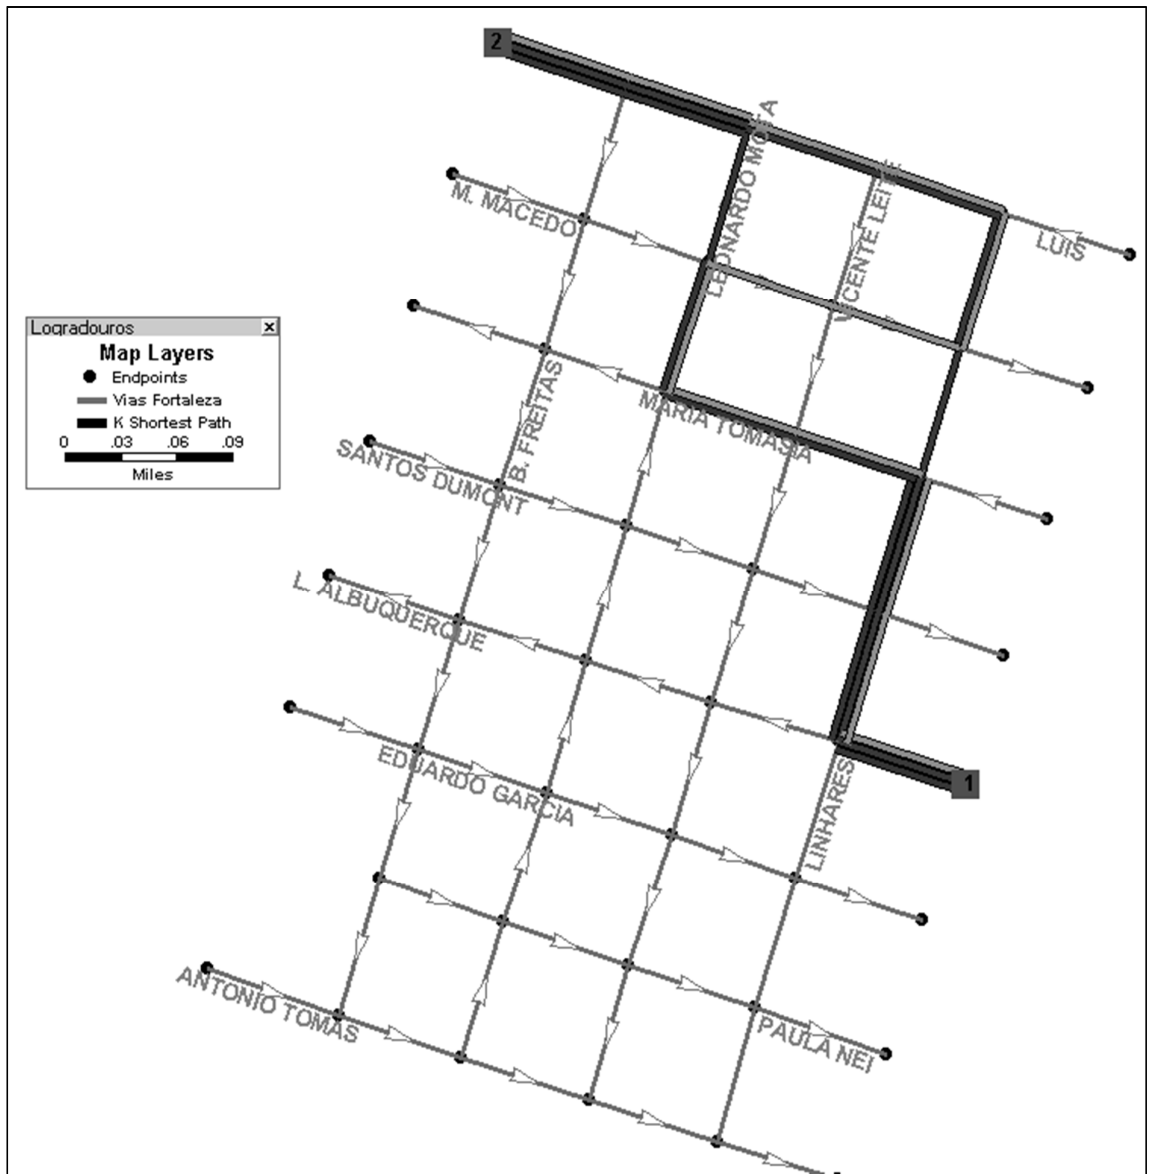 2
LEONARDO MOTA
VICENTE LEITE
M. MACEDO
LUIS
Logradouros
Map Layers
Endpoints
Vias Fortaleza
K Shortest Path
0 .03 .06 .09
Miles
B. FREITAS
MARIA TOMASIA
SANTOS DUMONT
L. ALBUQUERQUE
EDUARDO GARCIA
1
LINHARES
ANTONIO TOMAS
PAULA NEI